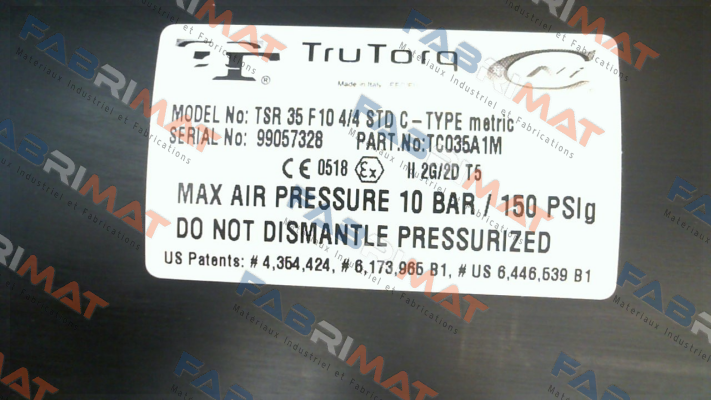 TruTorq
Made in Italy
MODEL No: TSR 35 F10 4/4 STD C-TYPE metric
SERIAL No: 99057328 PART.No:TC035A1M
CE 0518 Ex II 2G/2D T5
MAX AIR PRESSURE 10 BAR / 150 PSIg
DO NOT DISMANTLE PRESSURIZED
US Patents: # 4,354,424, # 6,173,965 B1, # US 6,446,539 B1
FABRIMAT
Materiaux Industriels et Fabrications